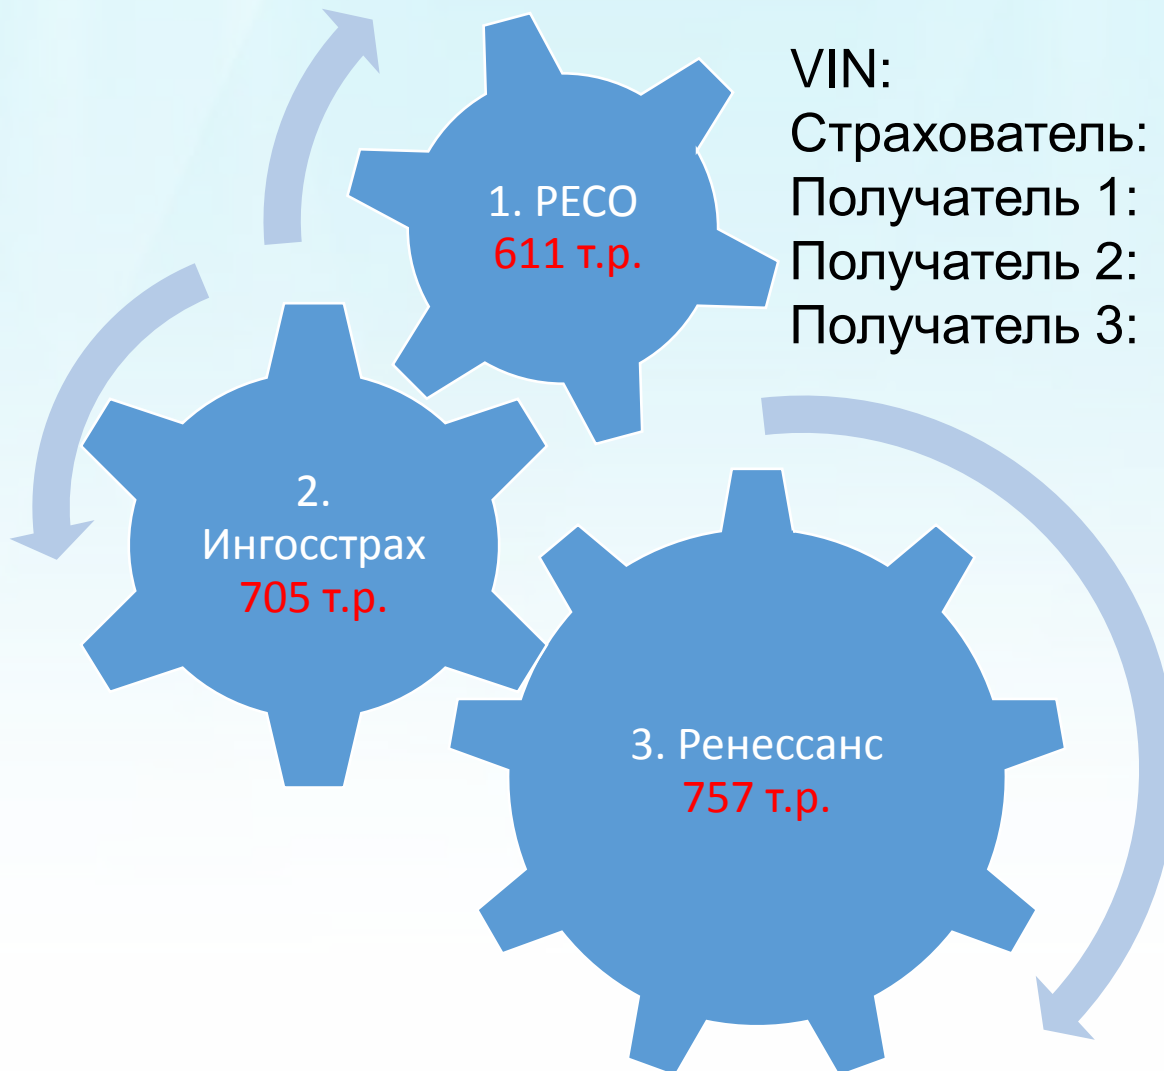 1. РЕСО
611 т.р.
VIN:
Страхователь:
Получатель 1:
Получатель 2:
Получатель 3:
2.
Ингосстрах
705 т.р.
3. Ренессанс
757 т.р.